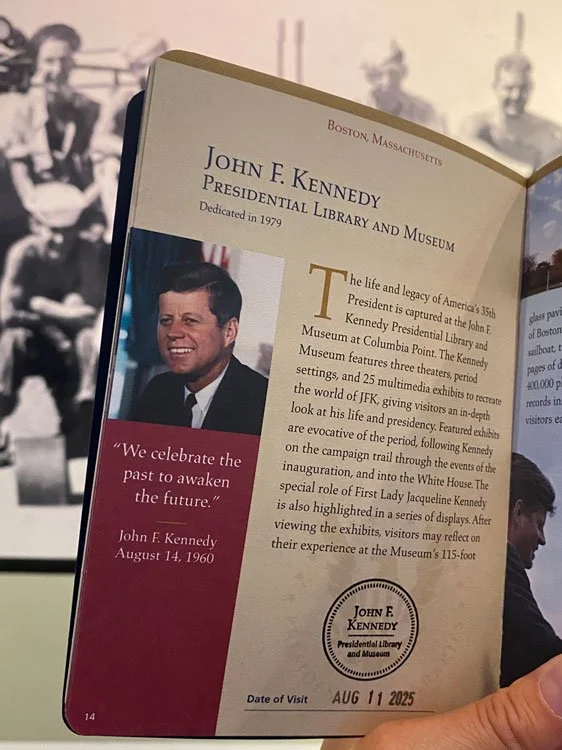 BOSTON, MASSACHUSETTS
JOHN F. KENNEDY
PRESIDENTIAL LIBRARY AND MUSEUM
Dedicated in 1979
The life and legacy of America's 35th
President is captured at the John F.
Kennedy Presidential Library and
Museum at Columbia Point. The Kennedy
Museum features three theaters, period
settings, and 25 multimedia exhibits to recreate
the world of JFK, giving visitors an in-depth
look at his life and presidency. Featured exhibits
are evocative of the period, following Kennedy
on the campaign trail through the events of the
inauguration, and into the White House. The
special role of First Lady Jacqueline Kennedy
is also highlighted in a series of displays. After
viewing the exhibits, visitors may reflect on
their experience at the Museum's 115-foot
"We celebrate the
past to awaken
the future."
John F. Kennedy
August 14, 1960
JOHN F.
KENNEDY
Presidential Library
and Museum
Date of Visit AUG 11 2025
14
glass
of Boston
sailboat,
pages of
400,000
records in
visitors